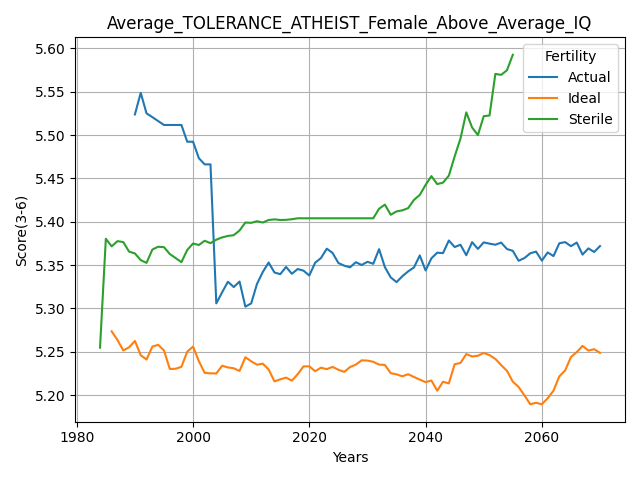 Average_TOLERANCE_ATHEIST_Female_Above_Average_IQ
5.60
5.55
5.50
5.45
5.40
5.35
5.30
5.25
5.20
Score(3-6)
Fertility
Actual
Ideal
Sterile
1980
2000
2020
2040
2060
Years